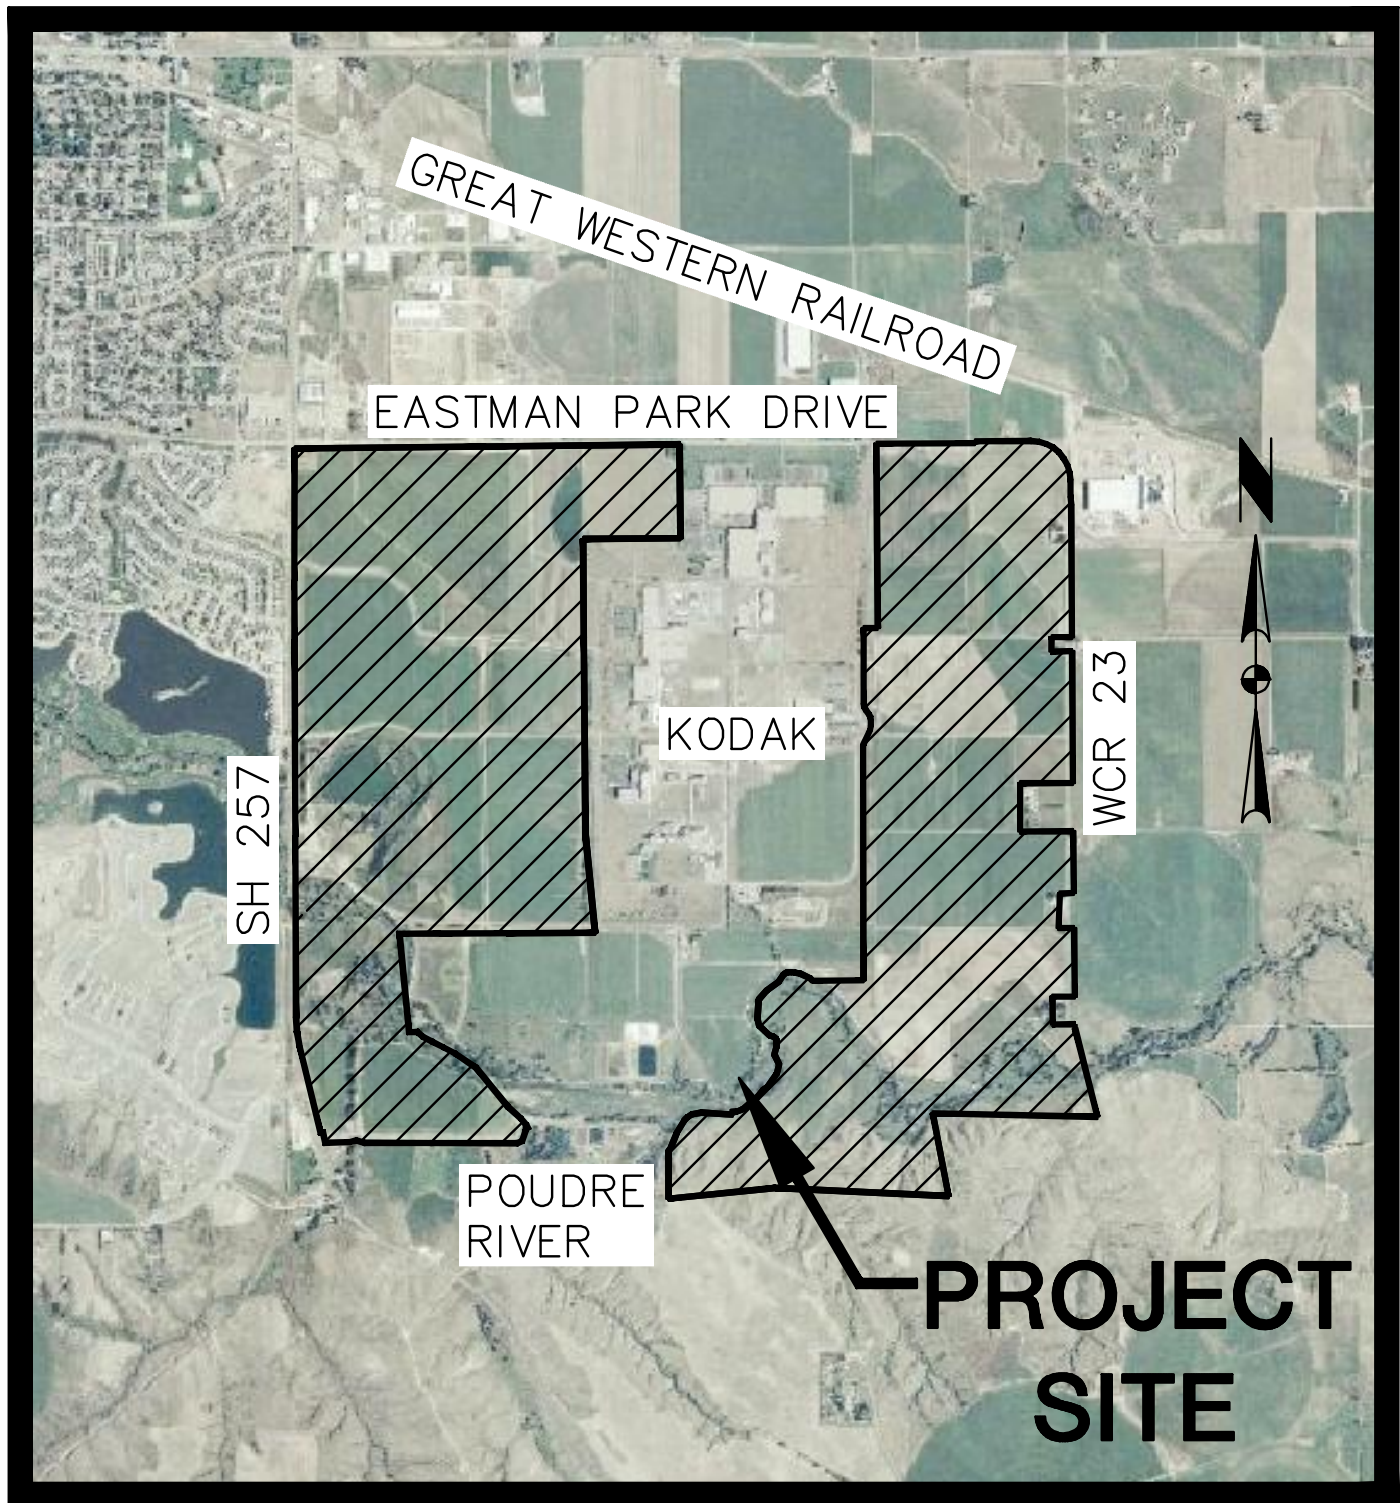 GREAT WESTERN RAILROAD
EASTMAN PARK DRIVE
N
KODAK
WCR 23
SH 257
POUDRE
RIVER
PROJECT
SITE